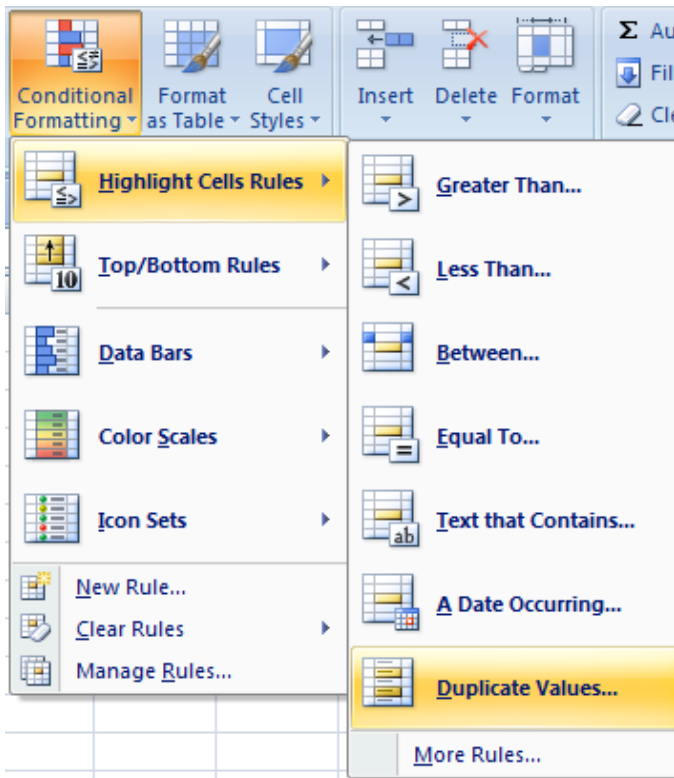 Conditional Formatting
Format as Table
Cell Styles
Insert
Delete
Format
Σ Au
Fil
Cle
Highlight Cells Rules
Top/Bottom Rules
10
Data Bars
Color Scales
Icon Sets
New Rule...
Clear Rules
Manage Rules...
Greater Than...
Less Than...
Between...
Equal To...
Text that Contains...
ab
A Date Occurring...
Duplicate Values...
More Rules...